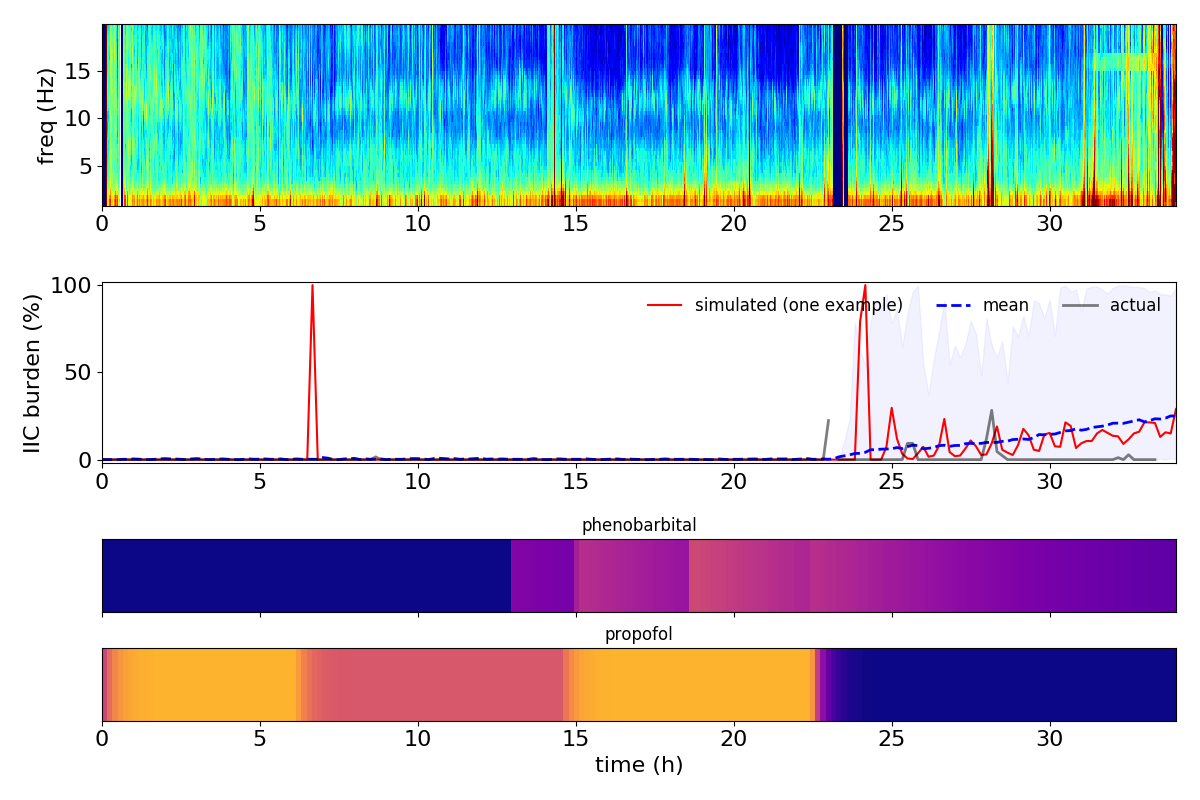 freq (Hz)
15
10
5
0 5 10 15 20 25 30
IIC burden (%)
100
50
0
simulated (one example) mean actual
0 5 10 15 20 25 30
phenobarbital
propofol
0 5 10 15 20 25 30
time (h)